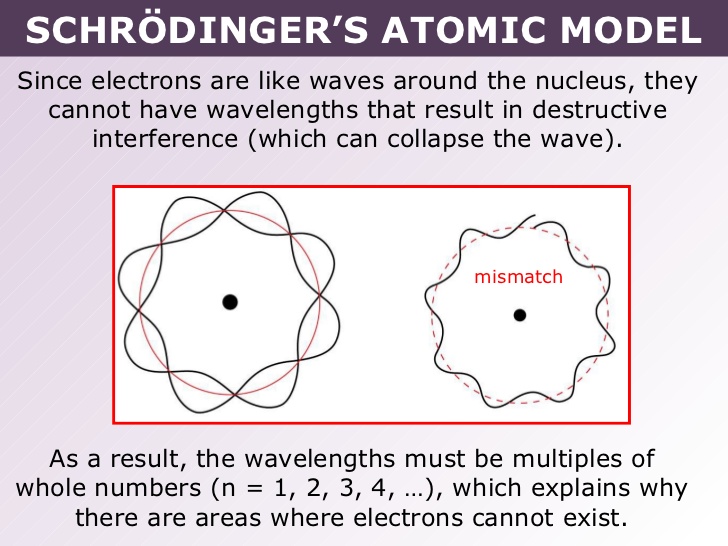 SCHRÖDINGER’S ATOMIC MODEL
Since electrons are like waves around the nucleus, they
cannot have wavelengths that result in destructive
interference (which can collapse the wave).
mismatch
As a result, the wavelengths must be multiples of
whole numbers (n = 1, 2, 3, 4, …), which explains why
there are areas where electrons cannot exist.